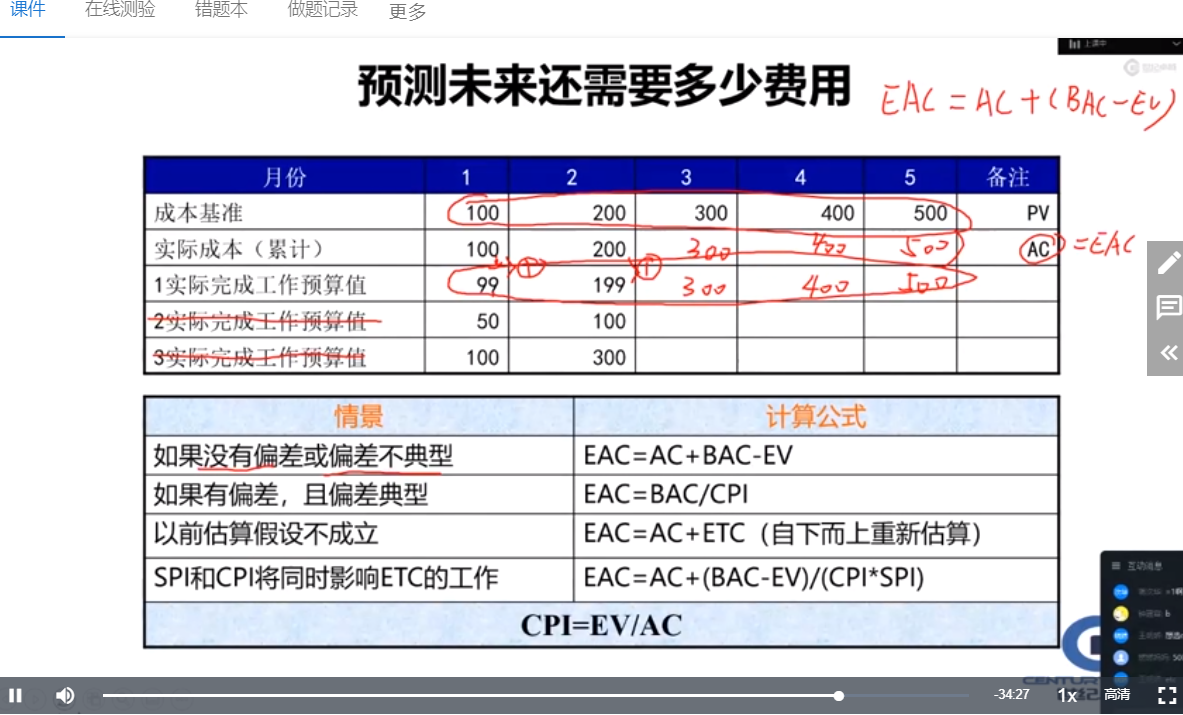 课件 在线测验 错题本 做题记录 更多
上课中
预测未来还需要多少费用
EAC=AC+(BAC-EV)
月份 1 2 3 4 5 备注
成本基准 100 200 300 400 500 PV
实际成本（累计） 100 200 300 400 500 AC =EAC
1实际完成工作预算值 99 199 300 400 500
2实际完成工作预算值 50 100
3实际完成工作预算值 100 300
情景 计算公式
如果没有偏差或偏差不典型 EAC=AC+BAC-EV
如果有偏差，且偏差典型 EAC=BAC/CPI
以前估算假设不成立 EAC=AC+ETC（自下而上重新估算）
SPI和CPI将同时影响ETC的工作 EAC=AC+(BAC-EV)/(CPI*SPI)
CPI=EV/AC
互动消息
-34:27 1x 高清